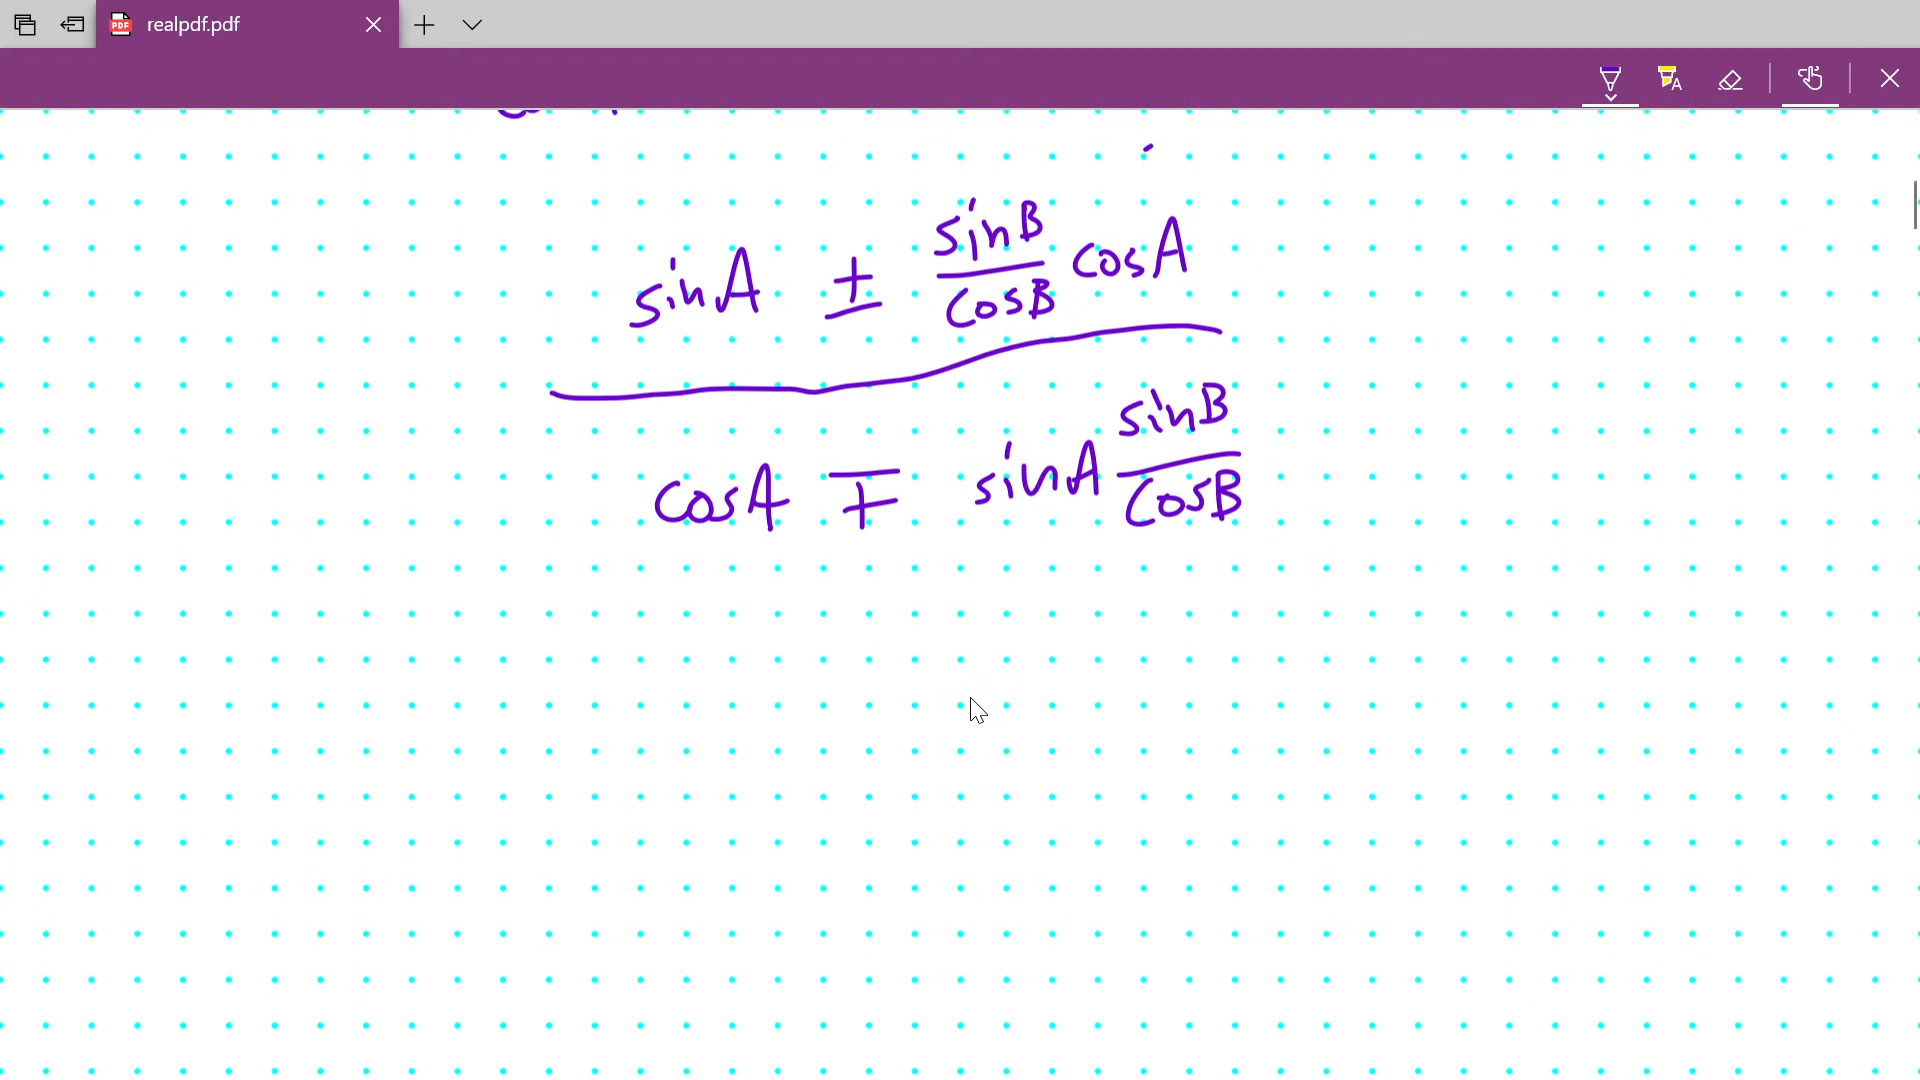 realpdf.pdf
sinA ± sinB/cosB cosA
cosA ∓ sinA sinB/cosB